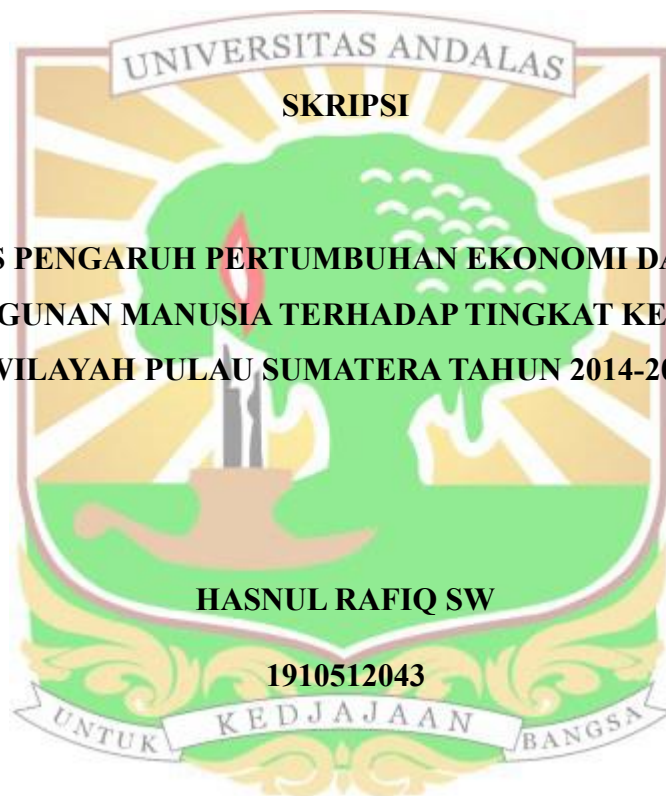 UNIVERSITAS ANDALAS
SKRIPSI
S PENGARUH PERTUMBUHAN EKONOMI DA
GUNAN MANUSIA TERHADAP TINGKAT KE
WILAYAH PULAU SUMATERA TAHUN 2014-20
HASNUL RAFIQ SW
1910512043
UNTUK KEDJAJAAN BANGSA